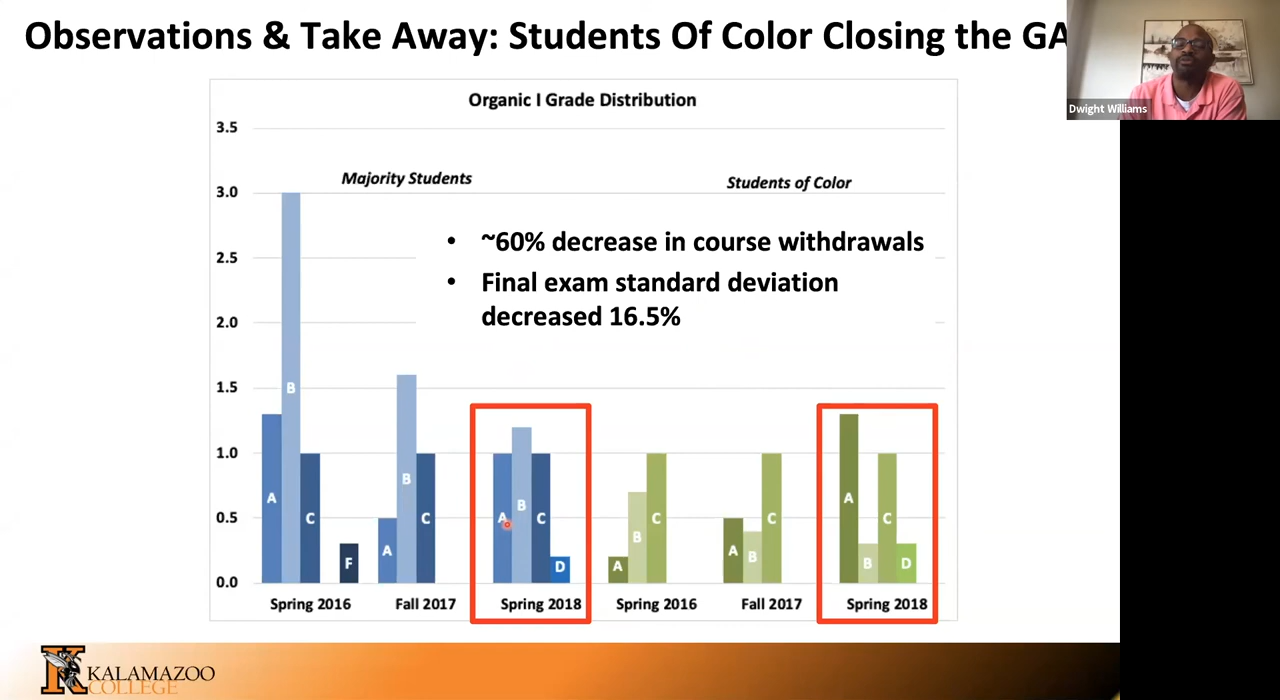 Observations & Take Away: Students Of Color Closing the GA
Dwight Williams
Organic I Grade Distribution
3.5
Majority Students
Students of Color
3.0
• ~60% decrease in course withdrawals
2.5
• Final exam standard deviation
decreased 16.5%
2.0
1.5
1.0
0.5
0.0
A B C F
A B C
A B C D
A B C
A B C
A B C D
Spring 2016 Fall 2017 Spring 2018 Spring 2016 Fall 2017 Spring 2018
K KALAMAZOO
COLLEGE